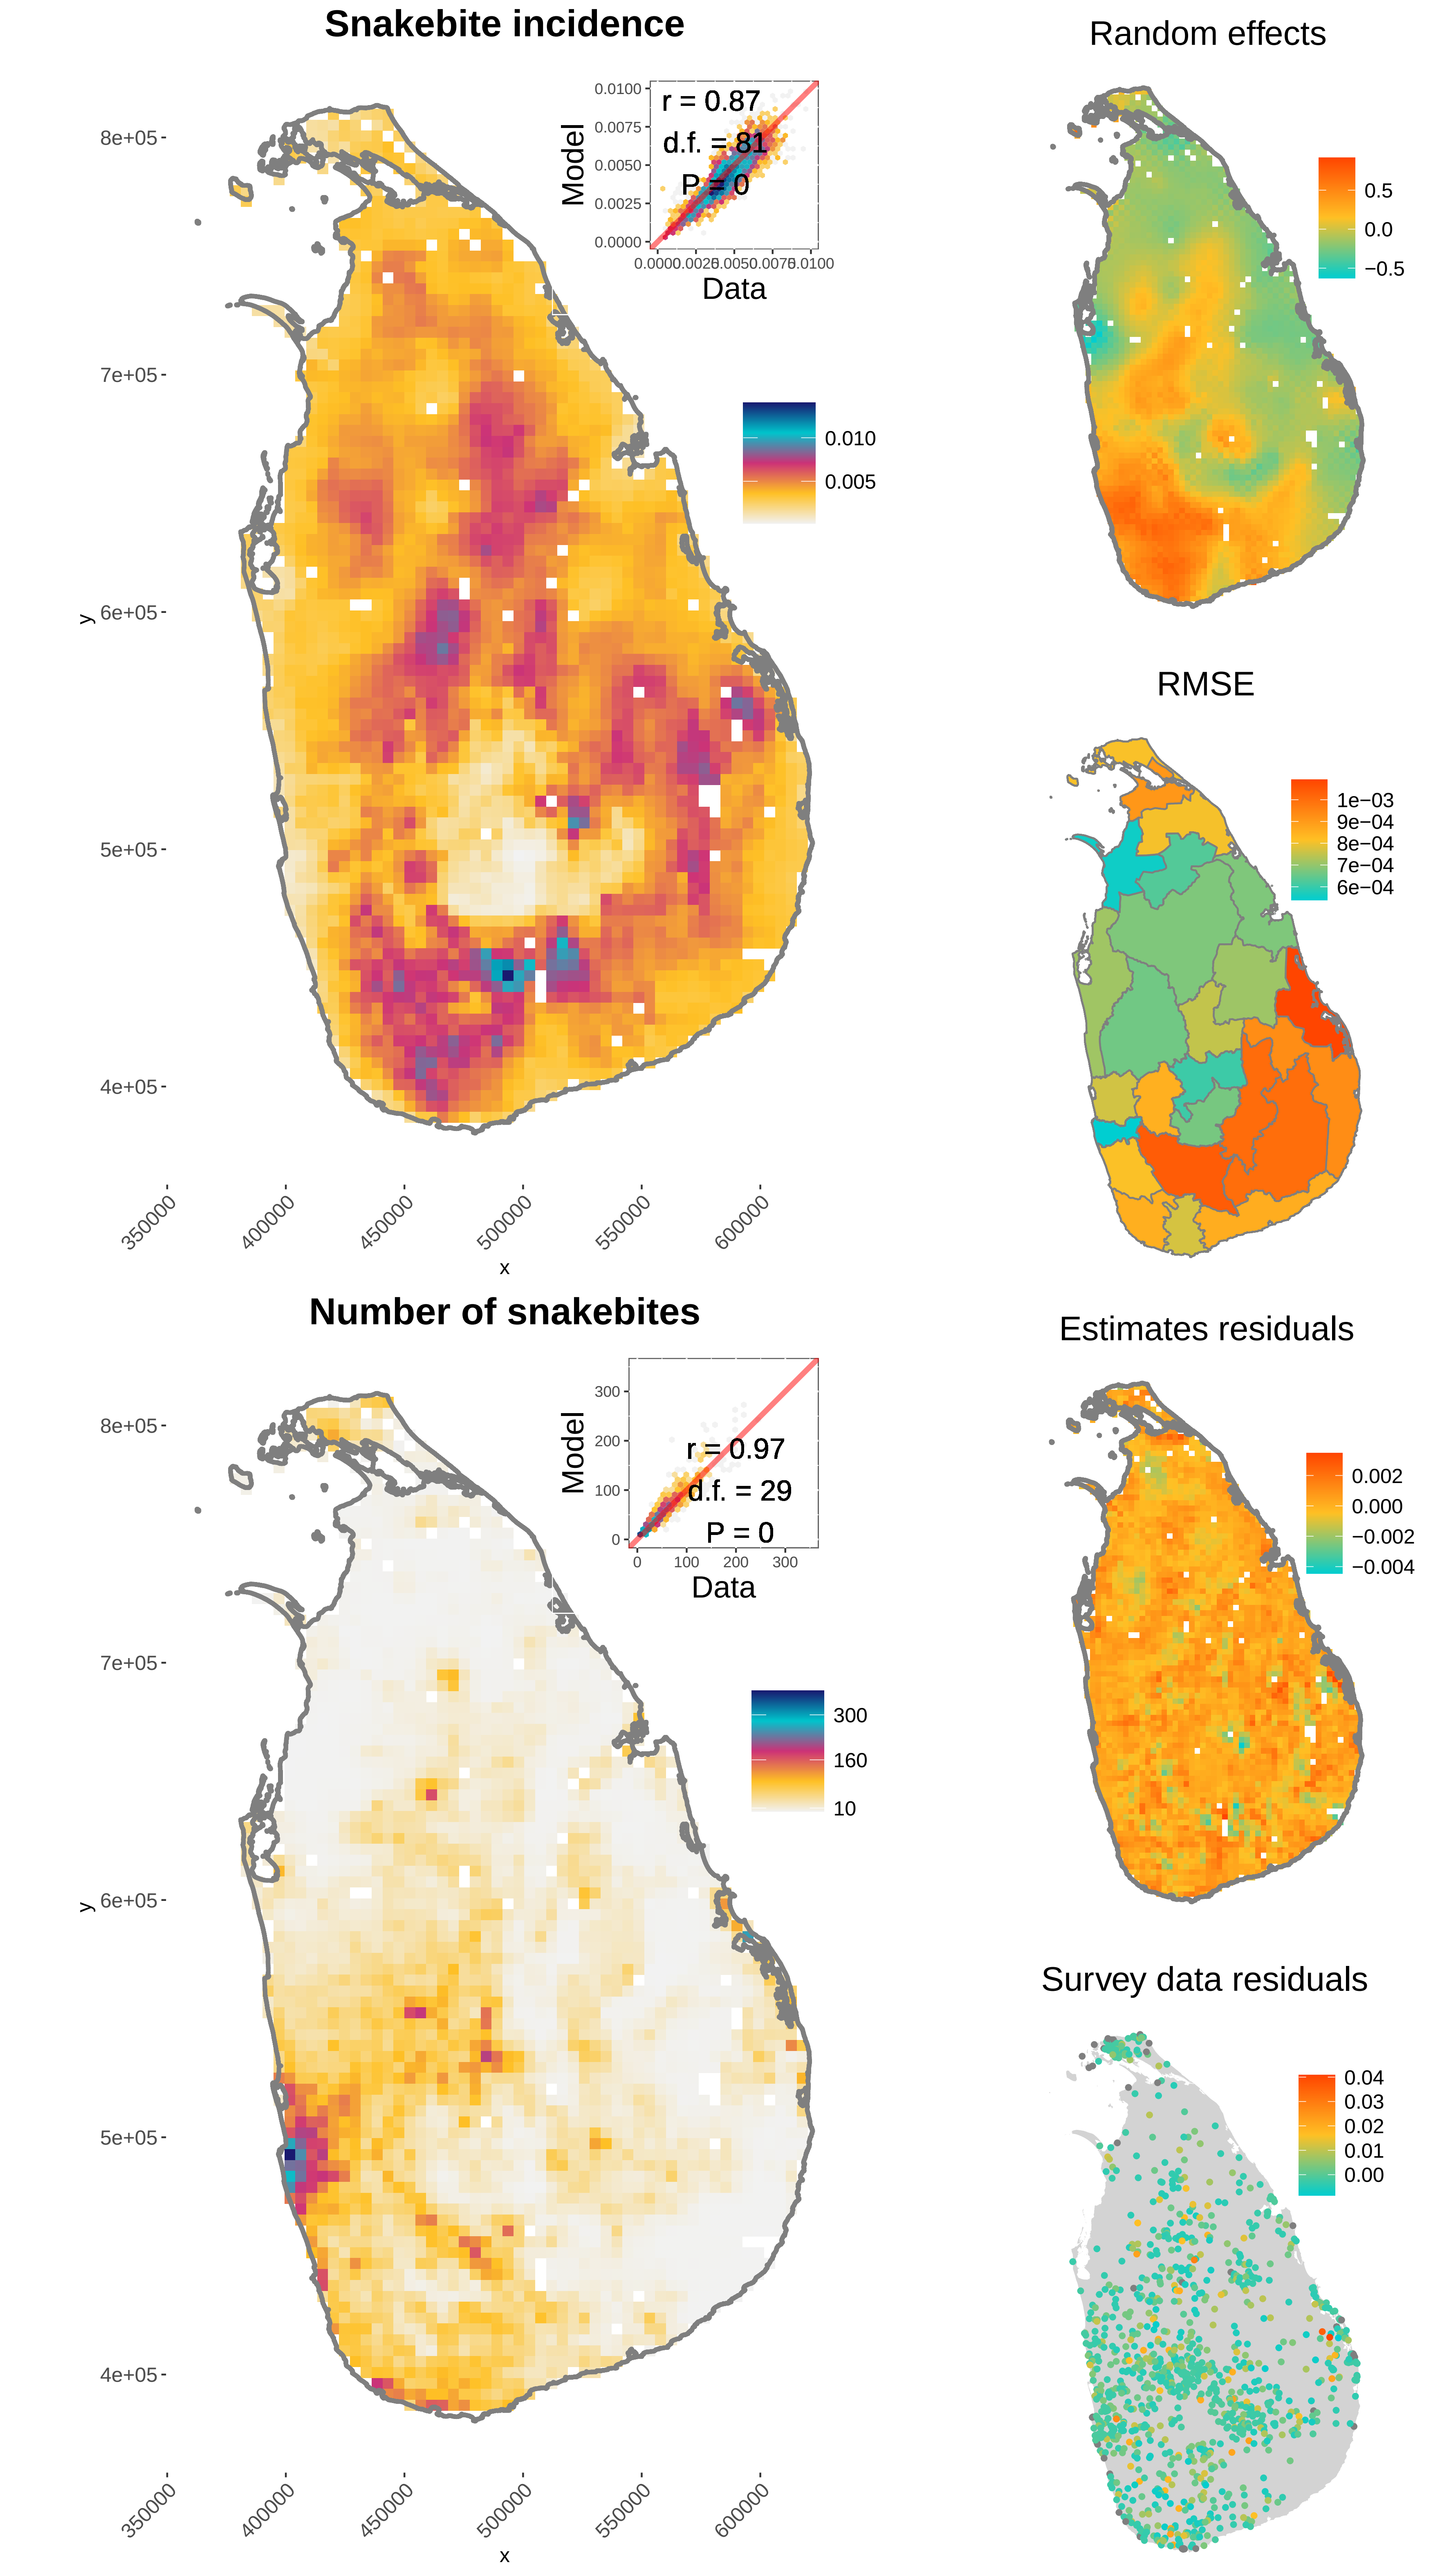 Snakebite incidence
8e+05
7e+05
6e+05
5e+05
4e+05
y
350000
400000
450000
500000
550000
600000
x
r = 0.87
d.f. = 81
P = 0
Model
0.0100
0.0075
0.0050
0.0025
0.0000
0.0000
0.0025
0.0050
0.0075
0.0100
Data
0.010
0.005
Random effects
0.5
0.0
−0.5
RMSE
1e−03
9e−04
8e−04
7e−04
6e−04
Number of snakebites
8e+05
7e+05
6e+05
5e+05
4e+05
y
350000
400000
450000
500000
550000
600000
x
r = 0.97
d.f. = 29
P = 0
Model
300
200
100
0
0
100
200
300
Data
300
160
10
Estimates residuals
0.002
0.000
−0.002
−0.004
Survey data residuals
0.04
0.03
0.02
0.01
0.00